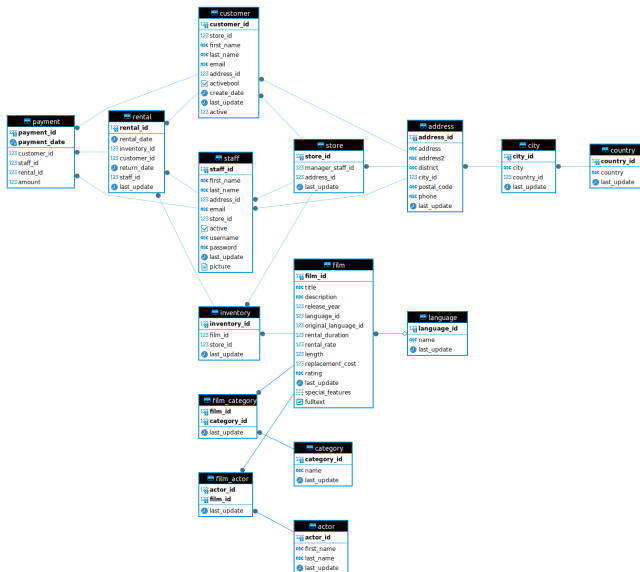 customer
customer_id
store_id
first_name
last_name
email
address_id
activebool
create_date
last_update
active
payment
payment_id
payment_date
customer_id
staff_id
rental_id
amount
rental
rental_id
rental_date
inventory_id
customer_id
return_date
staff_id
last_update
staff
staff_id
first_name
last_name
address_id
email
store_id
active
username
password
last_update
picture
store
store_id
manager_staff_id
address_id
last_update
address
address_id
address
address2
district
city_id
postal_code
phone
last_update
city
city_id
city
country_id
last_update
country
country_id
country
last_update
film
film_id
title
description
release_year
language_id
original_language_id
rental_duration
rental_rate
length
replacement_cost
rating
last_update
special_features
fulltext
inventory
inventory_id
film_id
store_id
last_update
language
language_id
name
last_update
film_category
film_id
category_id
last_update
category
category_id
name
last_update
film_actor
actor_id
film_id
last_update
actor
actor_id
first_name
last_name
last_update